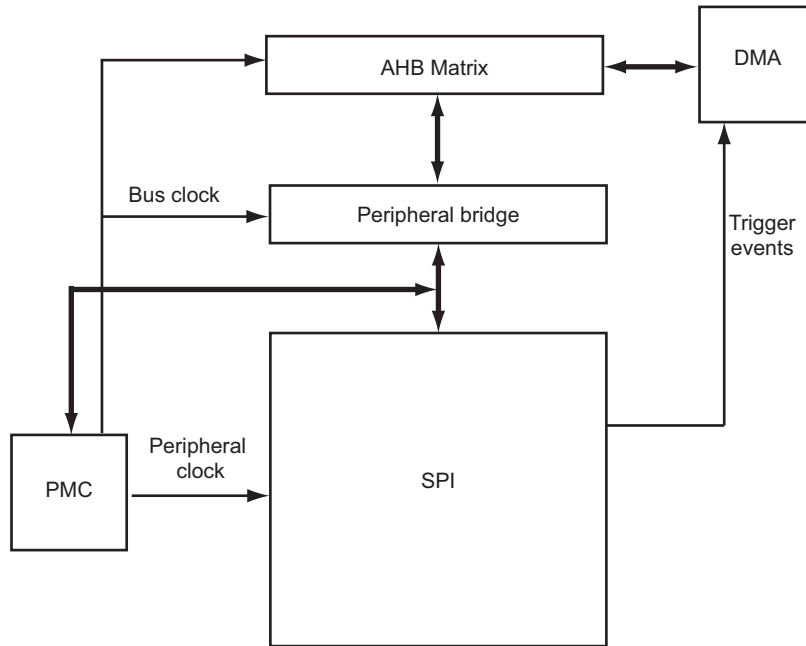 AHB Matrix
DMA
Bus clock
Peripheral bridge
Trigger
events
Peripheral
clock
PMC
SPI